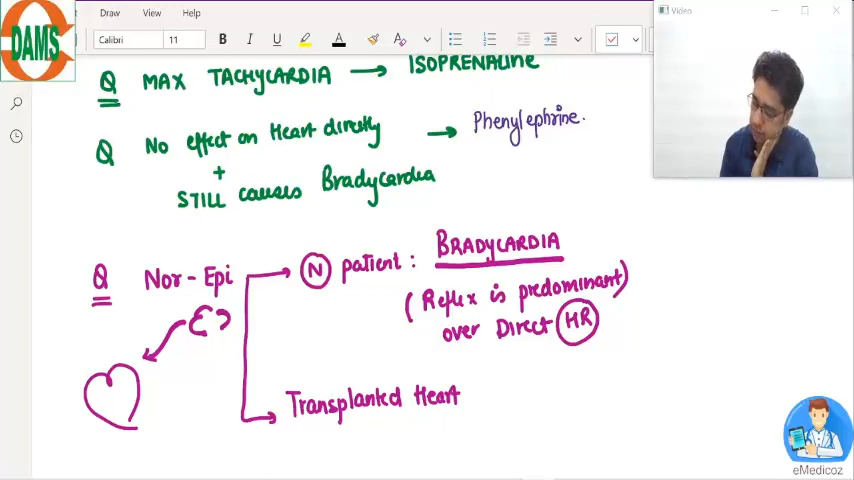 DAMS
Draw View Help
Video
Calibri 11 B I U A A
Q MAX TACHYCARDIA → ISOPRENALINE
Q No effect on Heart directly → Phenylephrine.
+
STILL causes Bradycardia
Q Nor-Epi
N patient: BRADYCARDIA
(Reflex is predominant)
over Direct HR
Transplanted Heart
eMedicoz